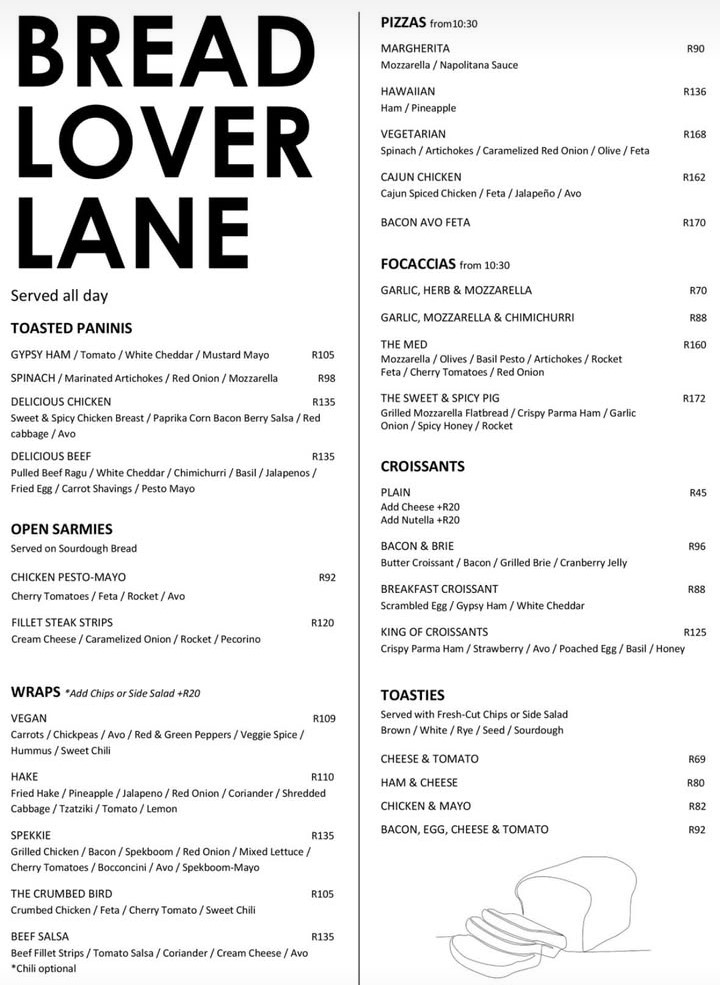 BREAD
LOVER
LANE
Served all day
TOASTED PANINIS
GYPSY HAM / Tomato / White Cheddar / Mustard Mayo R105
SPINACH / Marinated Artichokes / Red Onion / Mozzarella R98
DELICIOUS CHICKEN R135
Sweet & Spicy Chicken Breast / Paprika Corn Bacon Berry Salsa / Red
cabbage / Avo
DELICIOUS BEEF R135
Pulled Beef Ragu / White Cheddar / Chimichurri / Basil / Jalapenos /
Fried Egg / Carrot Shavings / Pesto Mayo
OPEN SARMIES
Served on Sourdough Bread
CHICKEN PESTO-MAYO R92
Cherry Tomatoes / Feta / Rocket / Avo
FILLET STEAK STRIPS R120
Cream Cheese / Caramelized Onion / Rocket / Pecorino
WRAPS *Add Chips or Side Salad +R20
VEGAN R109
Carrots / Chickpeas / Avo / Red & Green Peppers / Veggie Spice /
Hummus / Sweet Chili
HAKE R110
Fried Hake / Pineapple / Jalapeno / Red Onion / Coriander / Shredded
Cabbage / Tzatziki / Tomato / Lemon
SPEKKIE R135
Grilled Chicken / Bacon / Spekboom / Red Onion / Mixed Lettuce /
Cherry Tomatoes / Bocconcini / Avo / Spekboom-Mayo
THE CRUMBED BIRD R105
Crumbed Chicken / Feta / Cherry Tomato / Sweet Chili
BEEF SALSA R135
Beef Fillet Strips / Tomato Salsa / Coriander / Cream Cheese / Avo
*Chili optional
PIZZAS from10:30
MARGHERITA R90
Mozzarella / Napolitana Sauce
HAWAIIAN R136
Ham / Pineapple
VEGETARIAN R168
Spinach / Artichokes / Caramelized Red Onion / Olive / Feta
CAJUN CHICKEN R162
Cajun Spiced Chicken / Feta / Jalapeño / Avo
BACON AVO FETA R170
FOCACCIAS from 10:30
GARLIC, HERB & MOZZARELLA R70
GARLIC, MOZZARELLA & CHIMICHURRI R88
THE MED R160
Mozzarella / Olives / Basil Pesto / Artichokes / Rocket
Feta / Cherry Tomatoes / Red Onion
THE SWEET & SPICY PIG R172
Grilled Mozzarella Flatbread / Crispy Parma Ham / Garlic
Onion / Spicy Honey / Rocket
CROISSANTS
PLAIN R45
Add Cheese +R20
Add Nutella +R20
BACON & BRIE R96
Butter Croissant / Bacon / Grilled Brie / Cranberry Jelly
BREAKFAST CROISSANT R88
Scrambled Egg / Gypsy Ham / White Cheddar
KING OF CROISSANTS R125
Crispy Parma Ham / Strawberry / Avo / Poached Egg / Basil / Honey
TOASTIES
Served with Fresh-Cut Chips or Side Salad
Brown / White / Rye / Seed / Sourdough
CHEESE & TOMATO R69
HAM & CHEESE R80
CHICKEN & MAYO R82
BACON, EGG, CHEESE & TOMATO R92